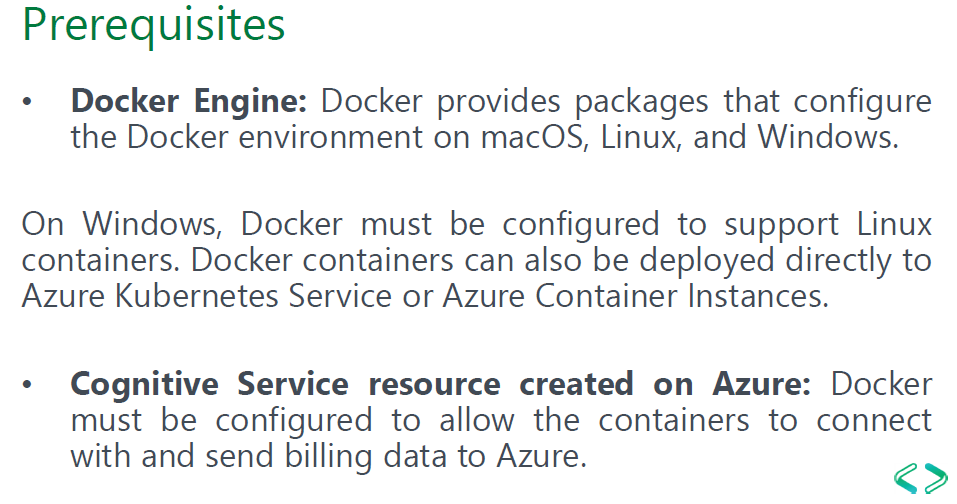 Prerequisites
• Docker Engine: Docker provides packages that configure
the Docker environment on macOS, Linux, and Windows.
On Windows, Docker must be configured to support Linux
containers. Docker containers can also be deployed directly to
Azure Kubernetes Service or Azure Container Instances.
• Cognitive Service resource created on Azure: Docker
must be configured to allow the containers to connect
with and send billing data to Azure.